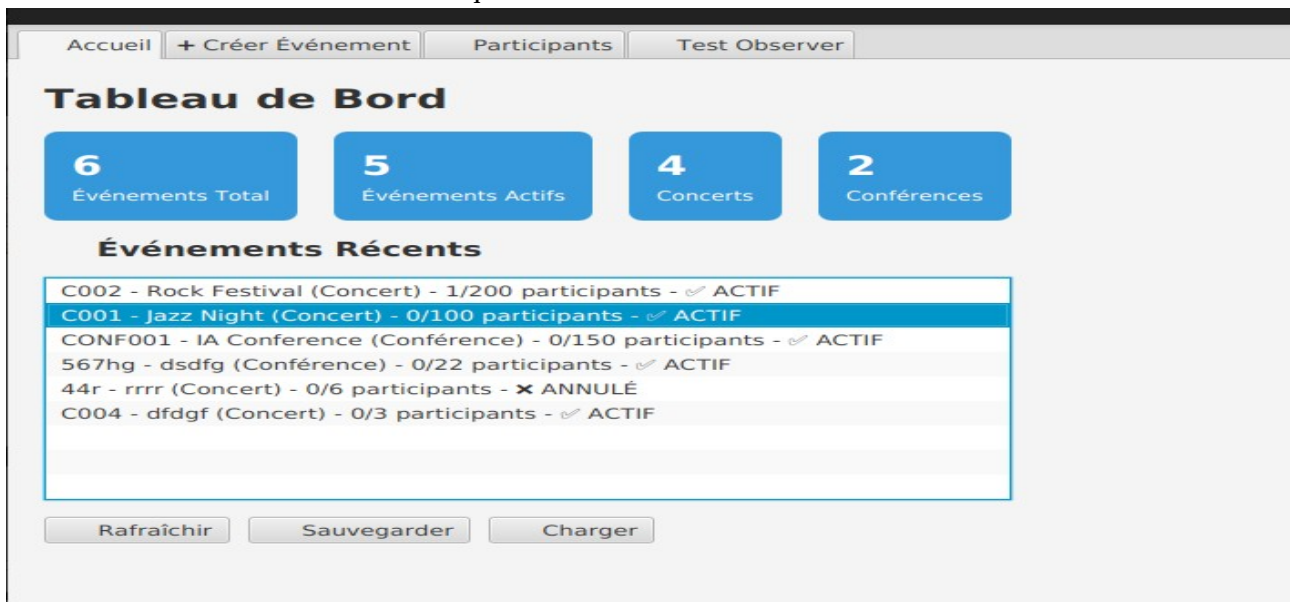 Accueil + Créer Événement Participants Test Observer
Tableau de Bord
6 5 4 2
Événements Total Événements Actifs Concerts Conférences
Événements Récents
C002 - Rock Festival (Concert) - 1/200 participants - ✅ ACTIF
C001 - Jazz Night (Concert) - 0/100 participants - ✅ ACTIF
CONF001 - IA Conference (Conférence) - 0/150 participants - ✅ ACTIF
567hg - dsdfg (Conférence) - 0/22 participants - ✅ ACTIF
44r - rrrr (Concert) - 0/6 participants - ❌ ANNULÉ
C004 - dfdgf (Concert) - 0/3 participants - ✅ ACTIF
Rafraîchir Sauvegarder Charger